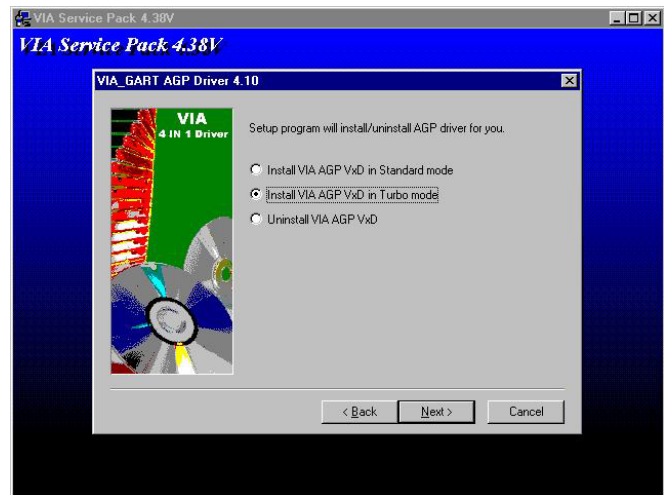 VIA Service Pack 4.38V
VIA Service Pack 4.38V
VIA_GART AGP Driver 4.10
VIA
4 IN 1 Driver
Setup program will install/uninstall AGP driver for you.
Install VIA AGP VxD in Standard mode
Install VIA AGP VxD in Turbo mode
Uninstall VIA AGP VxD
< Back Next > Cancel